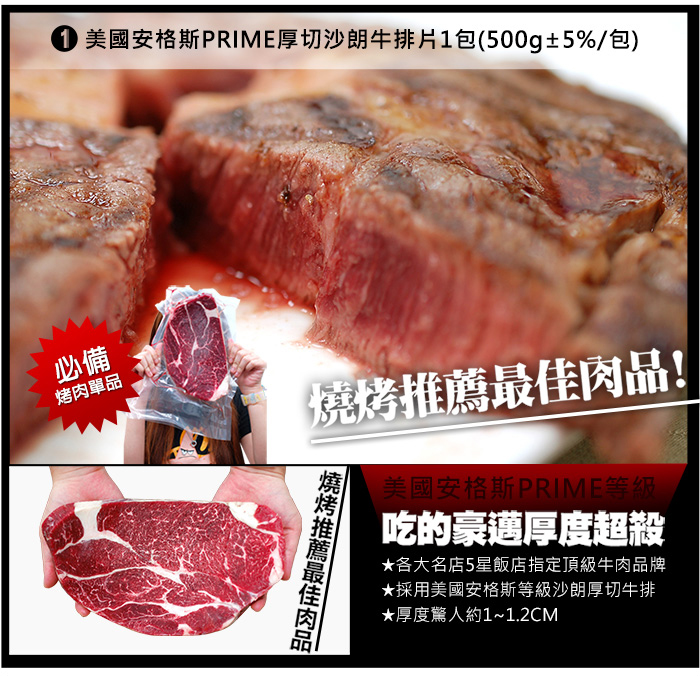 1 美國安格斯PRIME厚切沙朗牛排片1包(500g±5%/包)
必備
烤肉單品
燒烤推薦最佳肉品!
燒烤推薦最佳肉品
美國安格斯PRIME等級
吃的豪邁厚度超殺
★各大名店5星飯店指定頂級牛肉品牌
★採用美國安格斯等級沙朗厚切牛排
★厚度驚人約1~1.2CM